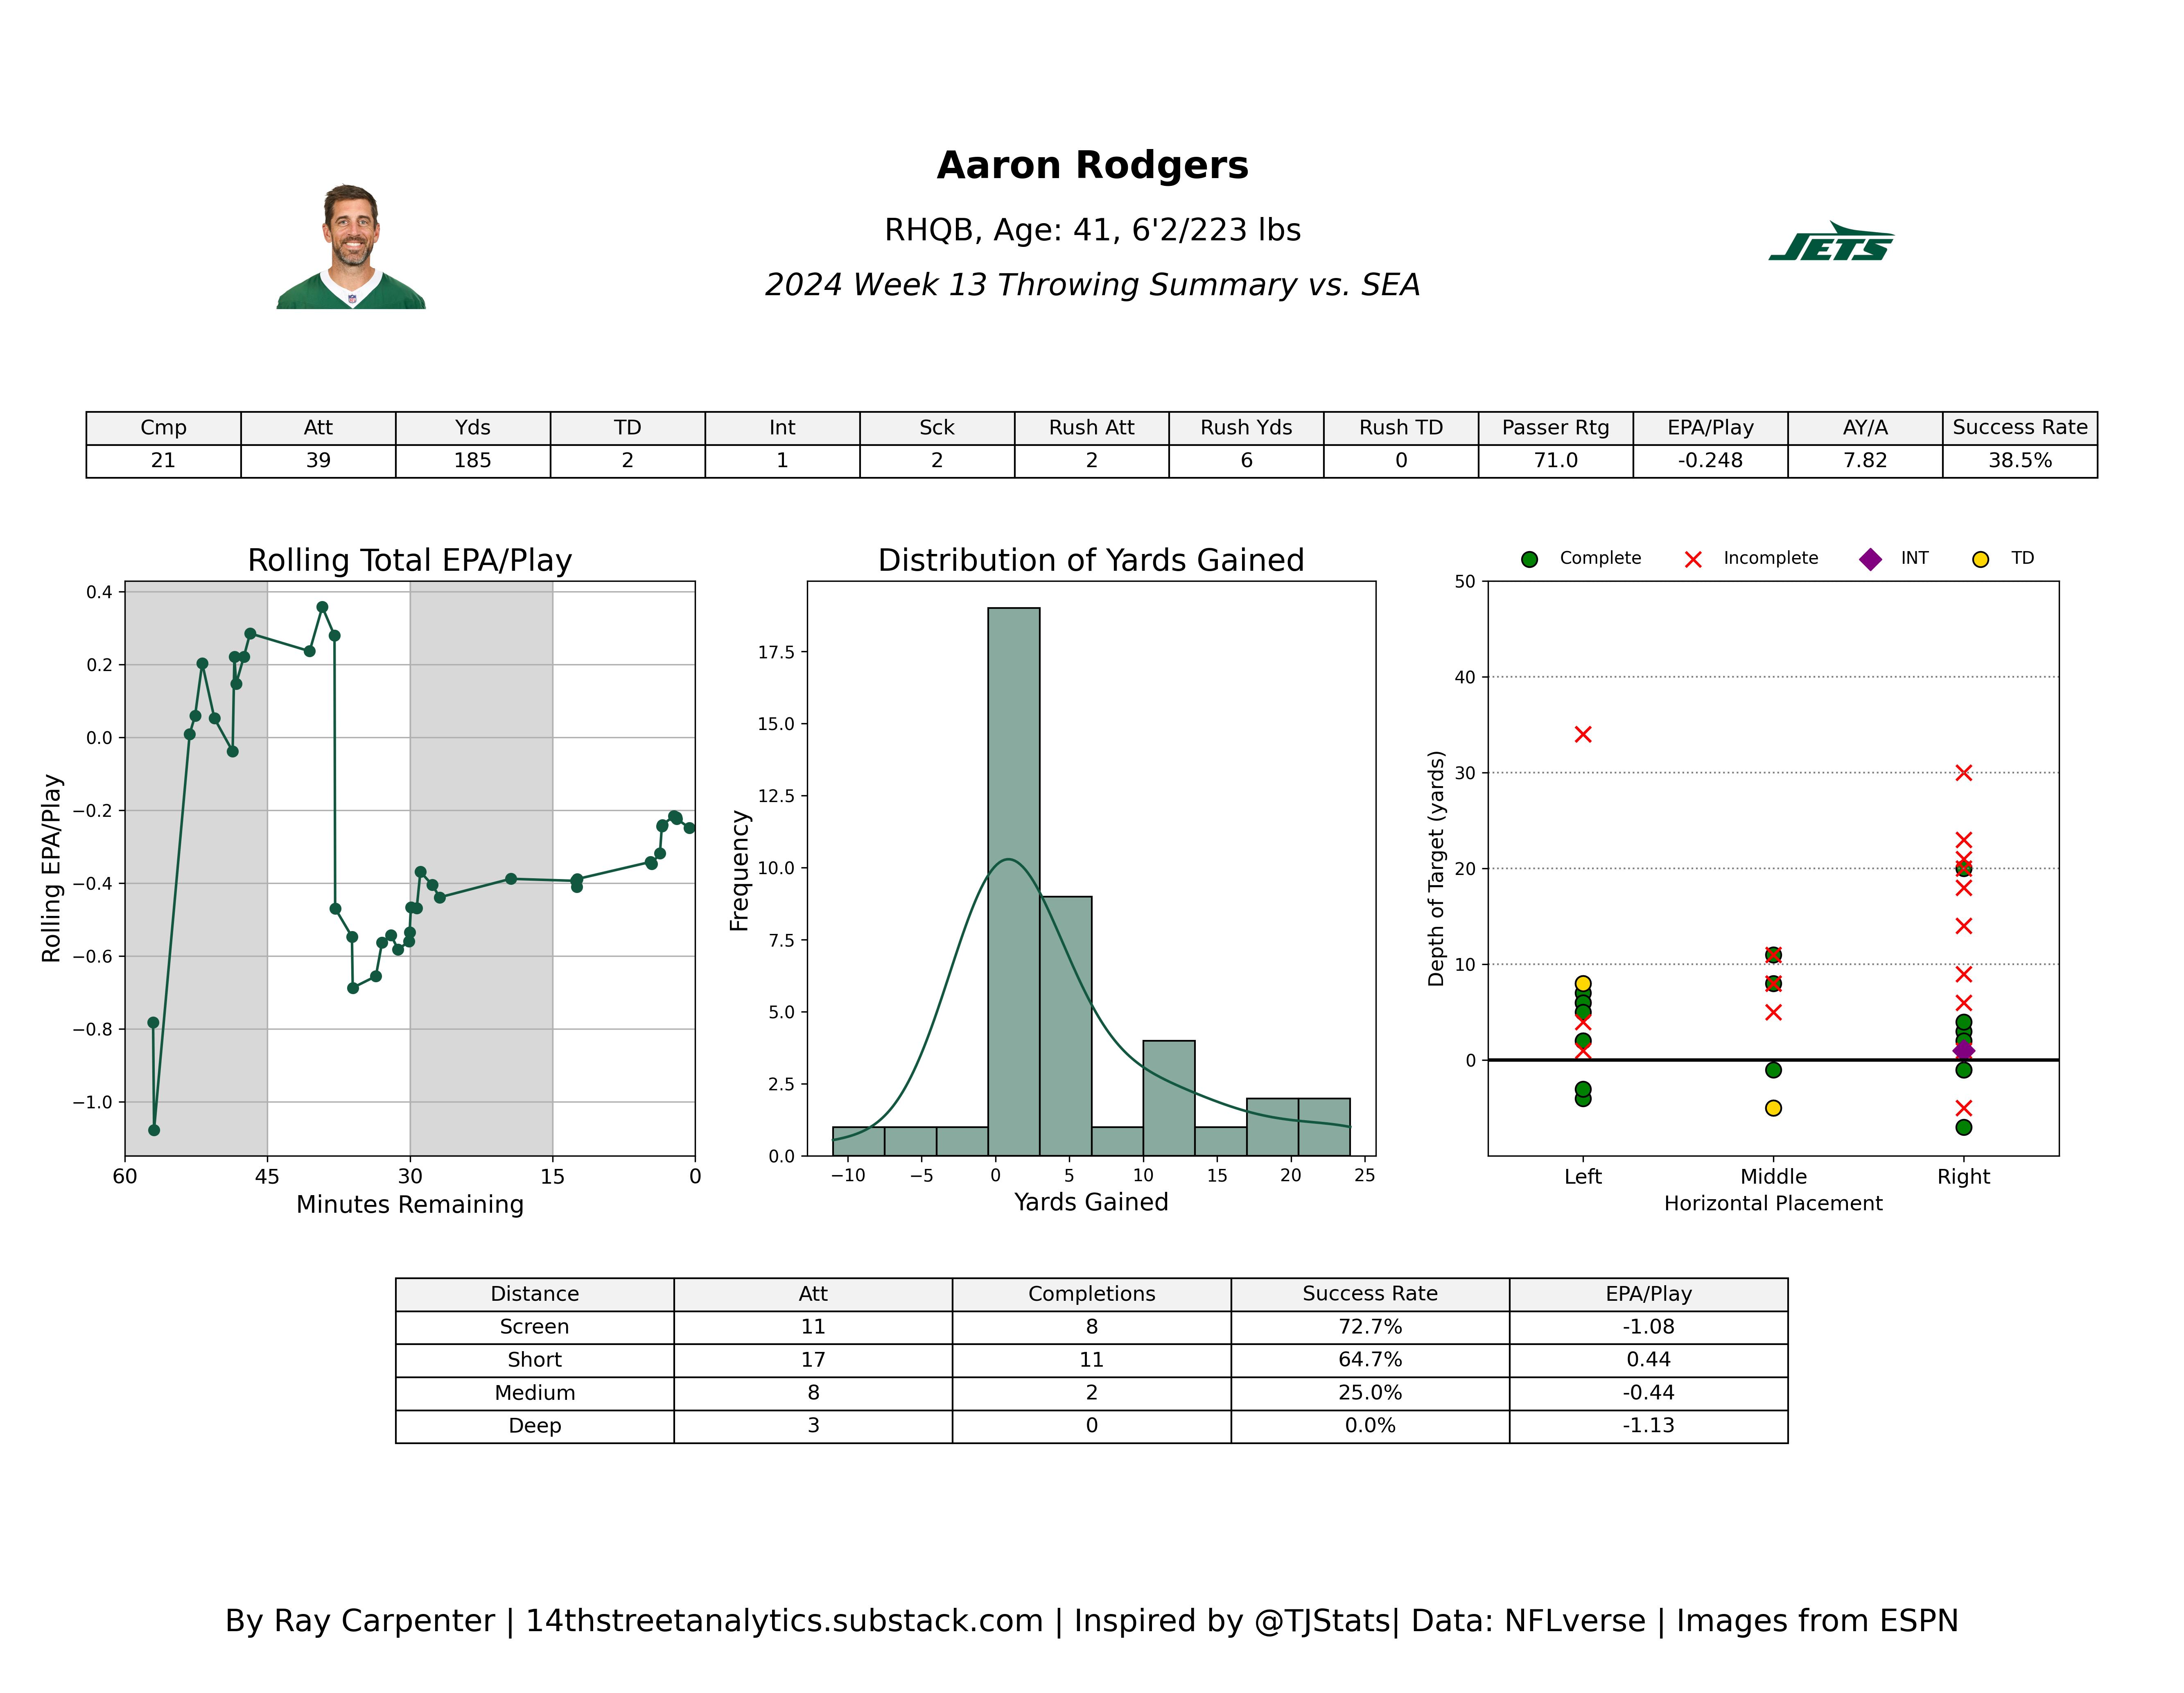 Aaron Rodgers
RHQB, Age: 41, 6'2/223 lbs
2024 Week 13 Throwing Summary vs. SEA
JETS
Cmp Att Yds TD Int Sck Rush Att Rush Yds Rush TD Passer Rtg EPA/Play AY/A Success Rate
21 39 185 2 1 2 2 6 0 71.0 -0.248 7.82 38.5%
Rolling Total EPA/Play
0.4
0.2
0.0
−0.2
−0.4
−0.6
−0.8
−1.0
Rolling EPA/Play
60 45 30 15 0
Minutes Remaining
Distribution of Yards Gained
17.5
15.0
12.5
10.0
7.5
5.0
2.5
0.0
Frequency
−10 −5 0 5 10 15 20 25
Yards Gained
Complete Incomplete INT TD
50
40
30
20
10
0
Depth of Target (yards)
Left Middle Right
Horizontal Placement
Distance Att Completions Success Rate EPA/Play
Screen 11 8 72.7% -1.08
Short 17 11 64.7% 0.44
Medium 8 2 25.0% -0.44
Deep 3 0 0.0% -1.13
By Ray Carpenter | 14thstreetanalytics.substack.com | Inspired by @TJStats| Data: NFLverse | Images from ESPN